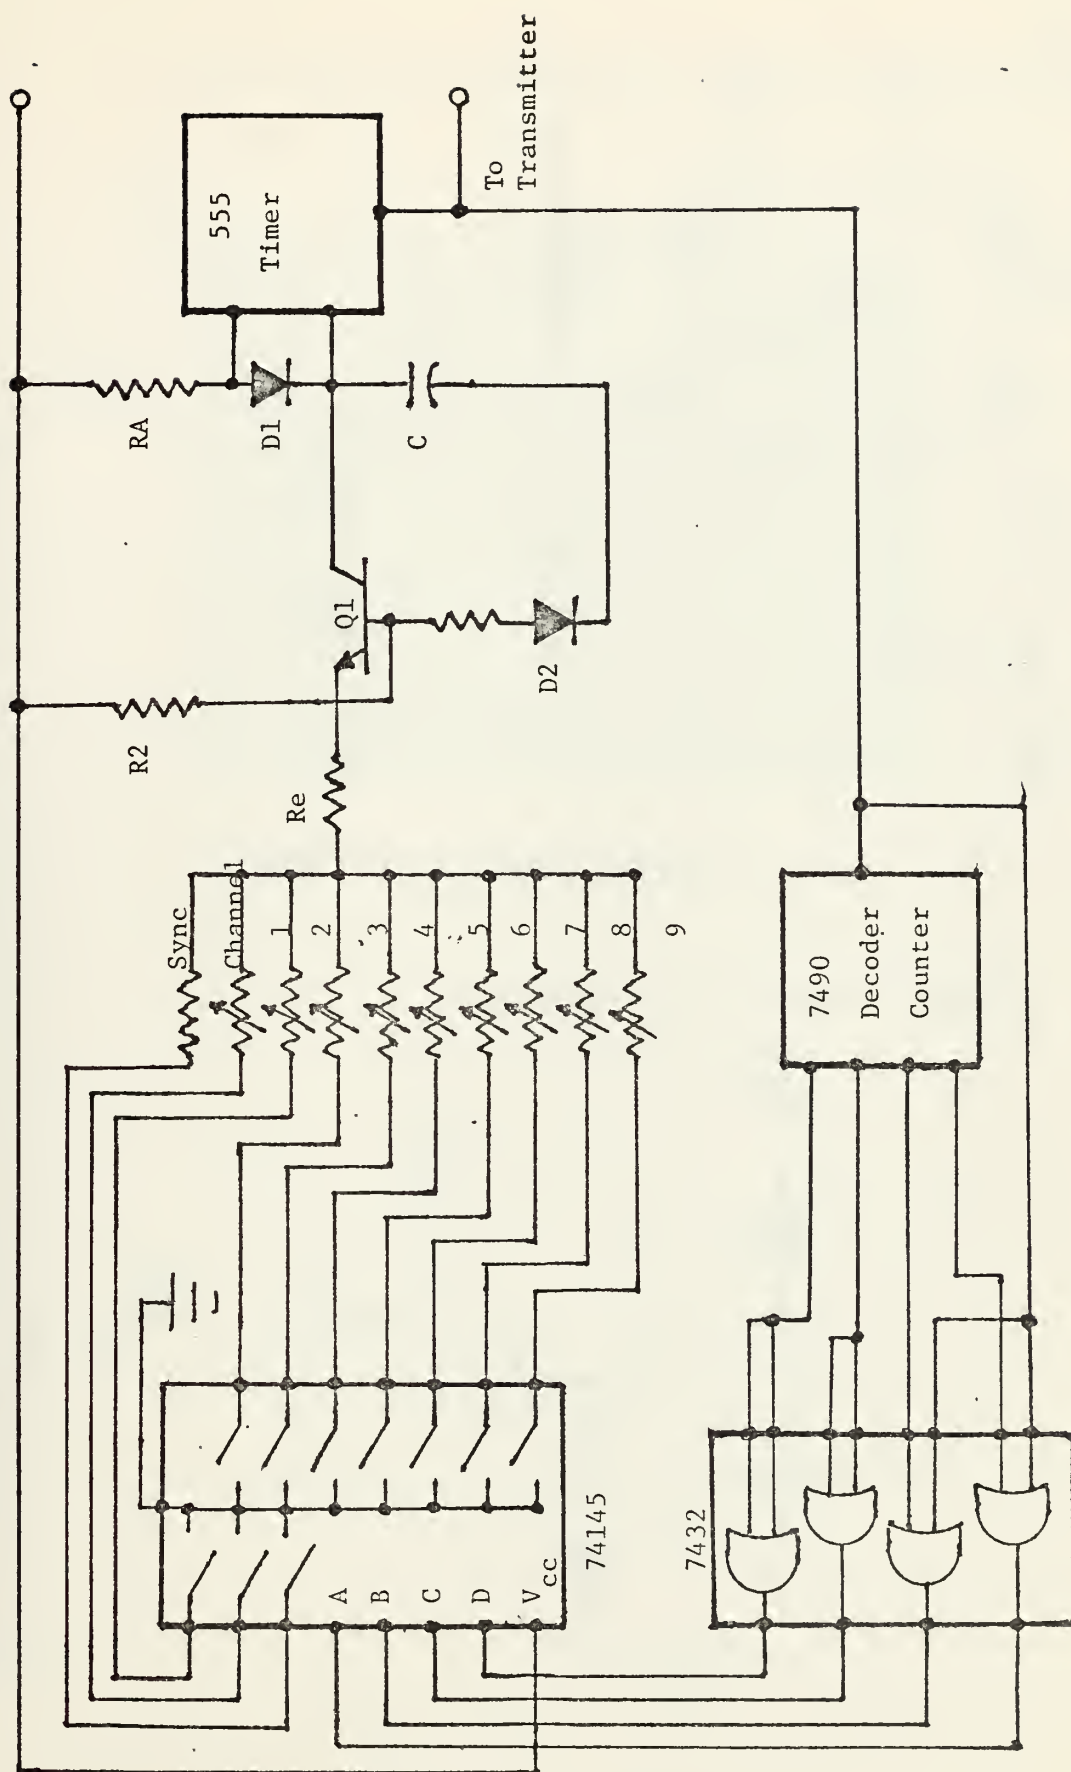 555
Timer
To
Transmitter
RA
D1
C
Q1
D2
R2
Re
Sync
Channel
1
2
3
4
5
6
7
8
9
7490
Decoder
Counter
A
B
C
D
Vcc
74145
7432